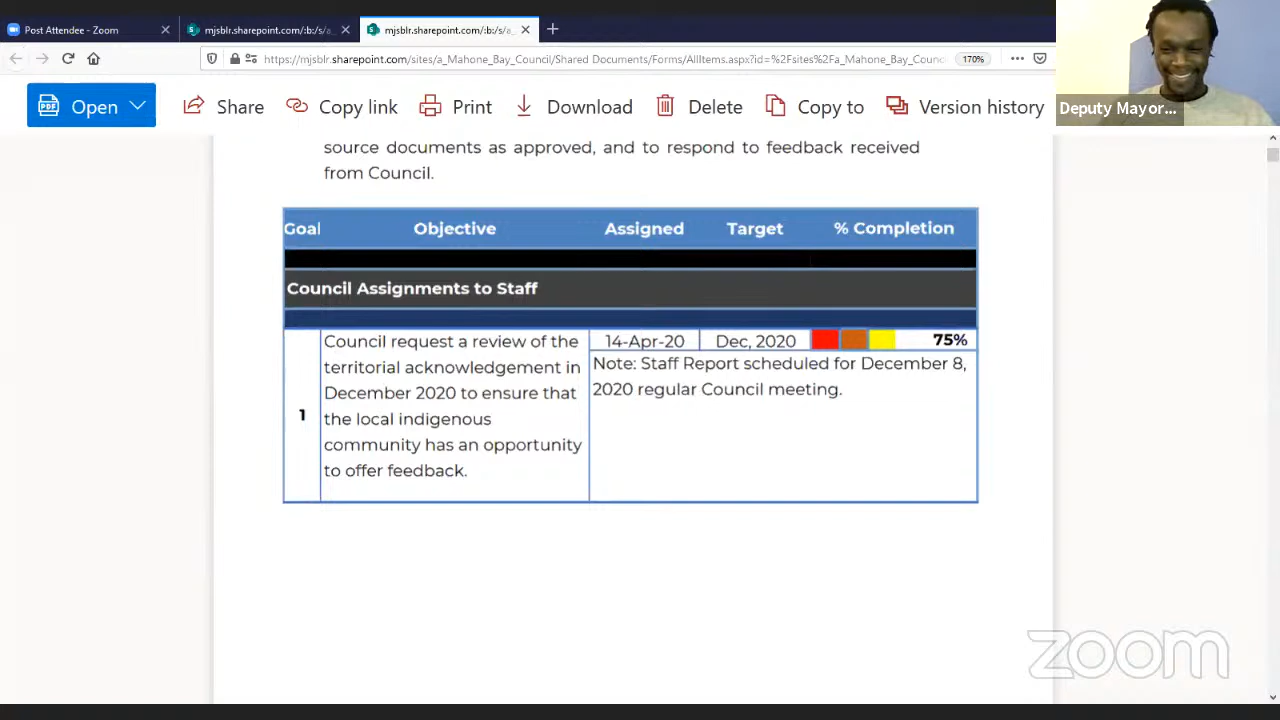 Post Attendee - Zoom
mjsblr.sharepoint.com/:b:/s/a_
mjsblr.sharepoint.com/:b:/s/a_
https://mjsblr.sharepoint.com/sites/a_Mahone_Bay_Council/Shared Documents/Forms/AllItems.aspx?id=%2Fsites%2Fa_Mahone_Bay_Counc
170%
Open
Share
Copy link
Print
Download
Delete
Copy to
Version history
Deputy Mayor...
source documents as approved, and to respond to feedback received
from Council.
Goal Objective Assigned Target % Completion
Council Assignments to Staff
1
Council request a review of the
territorial acknowledgement in
December 2020 to ensure that
the local indigenous
community has an opportunity
to offer feedback.
14-Apr-20 Dec, 2020 75%
Note: Staff Report scheduled for December 8,
2020 regular Council meeting.
zoom